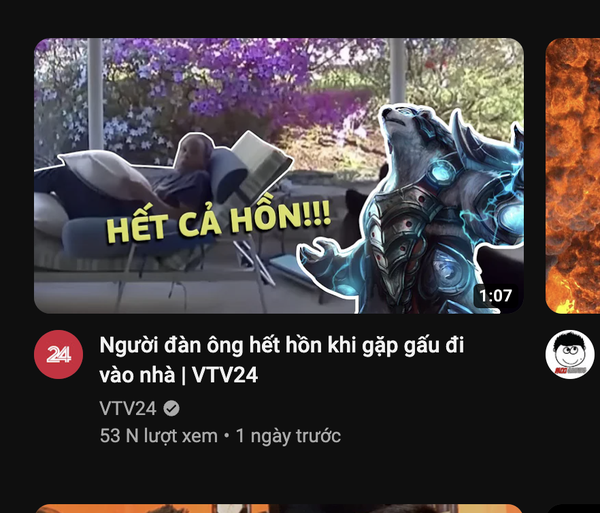 HẾT CẢ HỒN!!!
1:07
24
Người đàn ông hết hồn khi gặp gấu đi
vào nhà | VTV24
VTV24
53 N lượt xem • 1 ngày trước